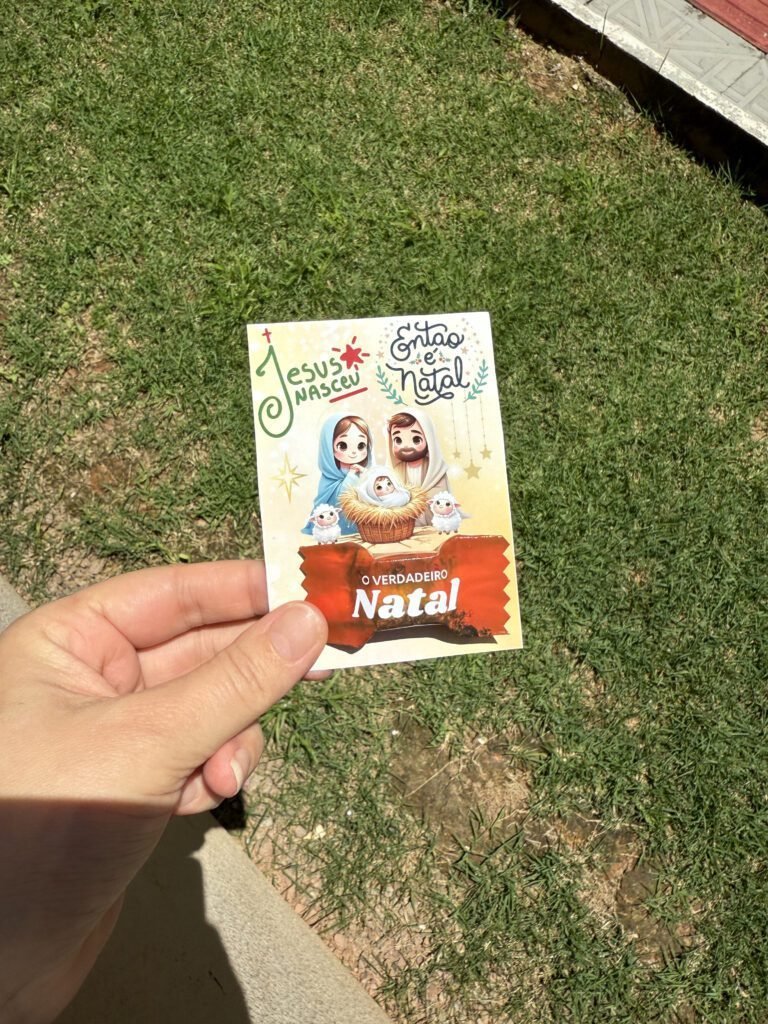 Jesus
NASCEU
Então
é
Natal
O VERDADEIRO
Natal